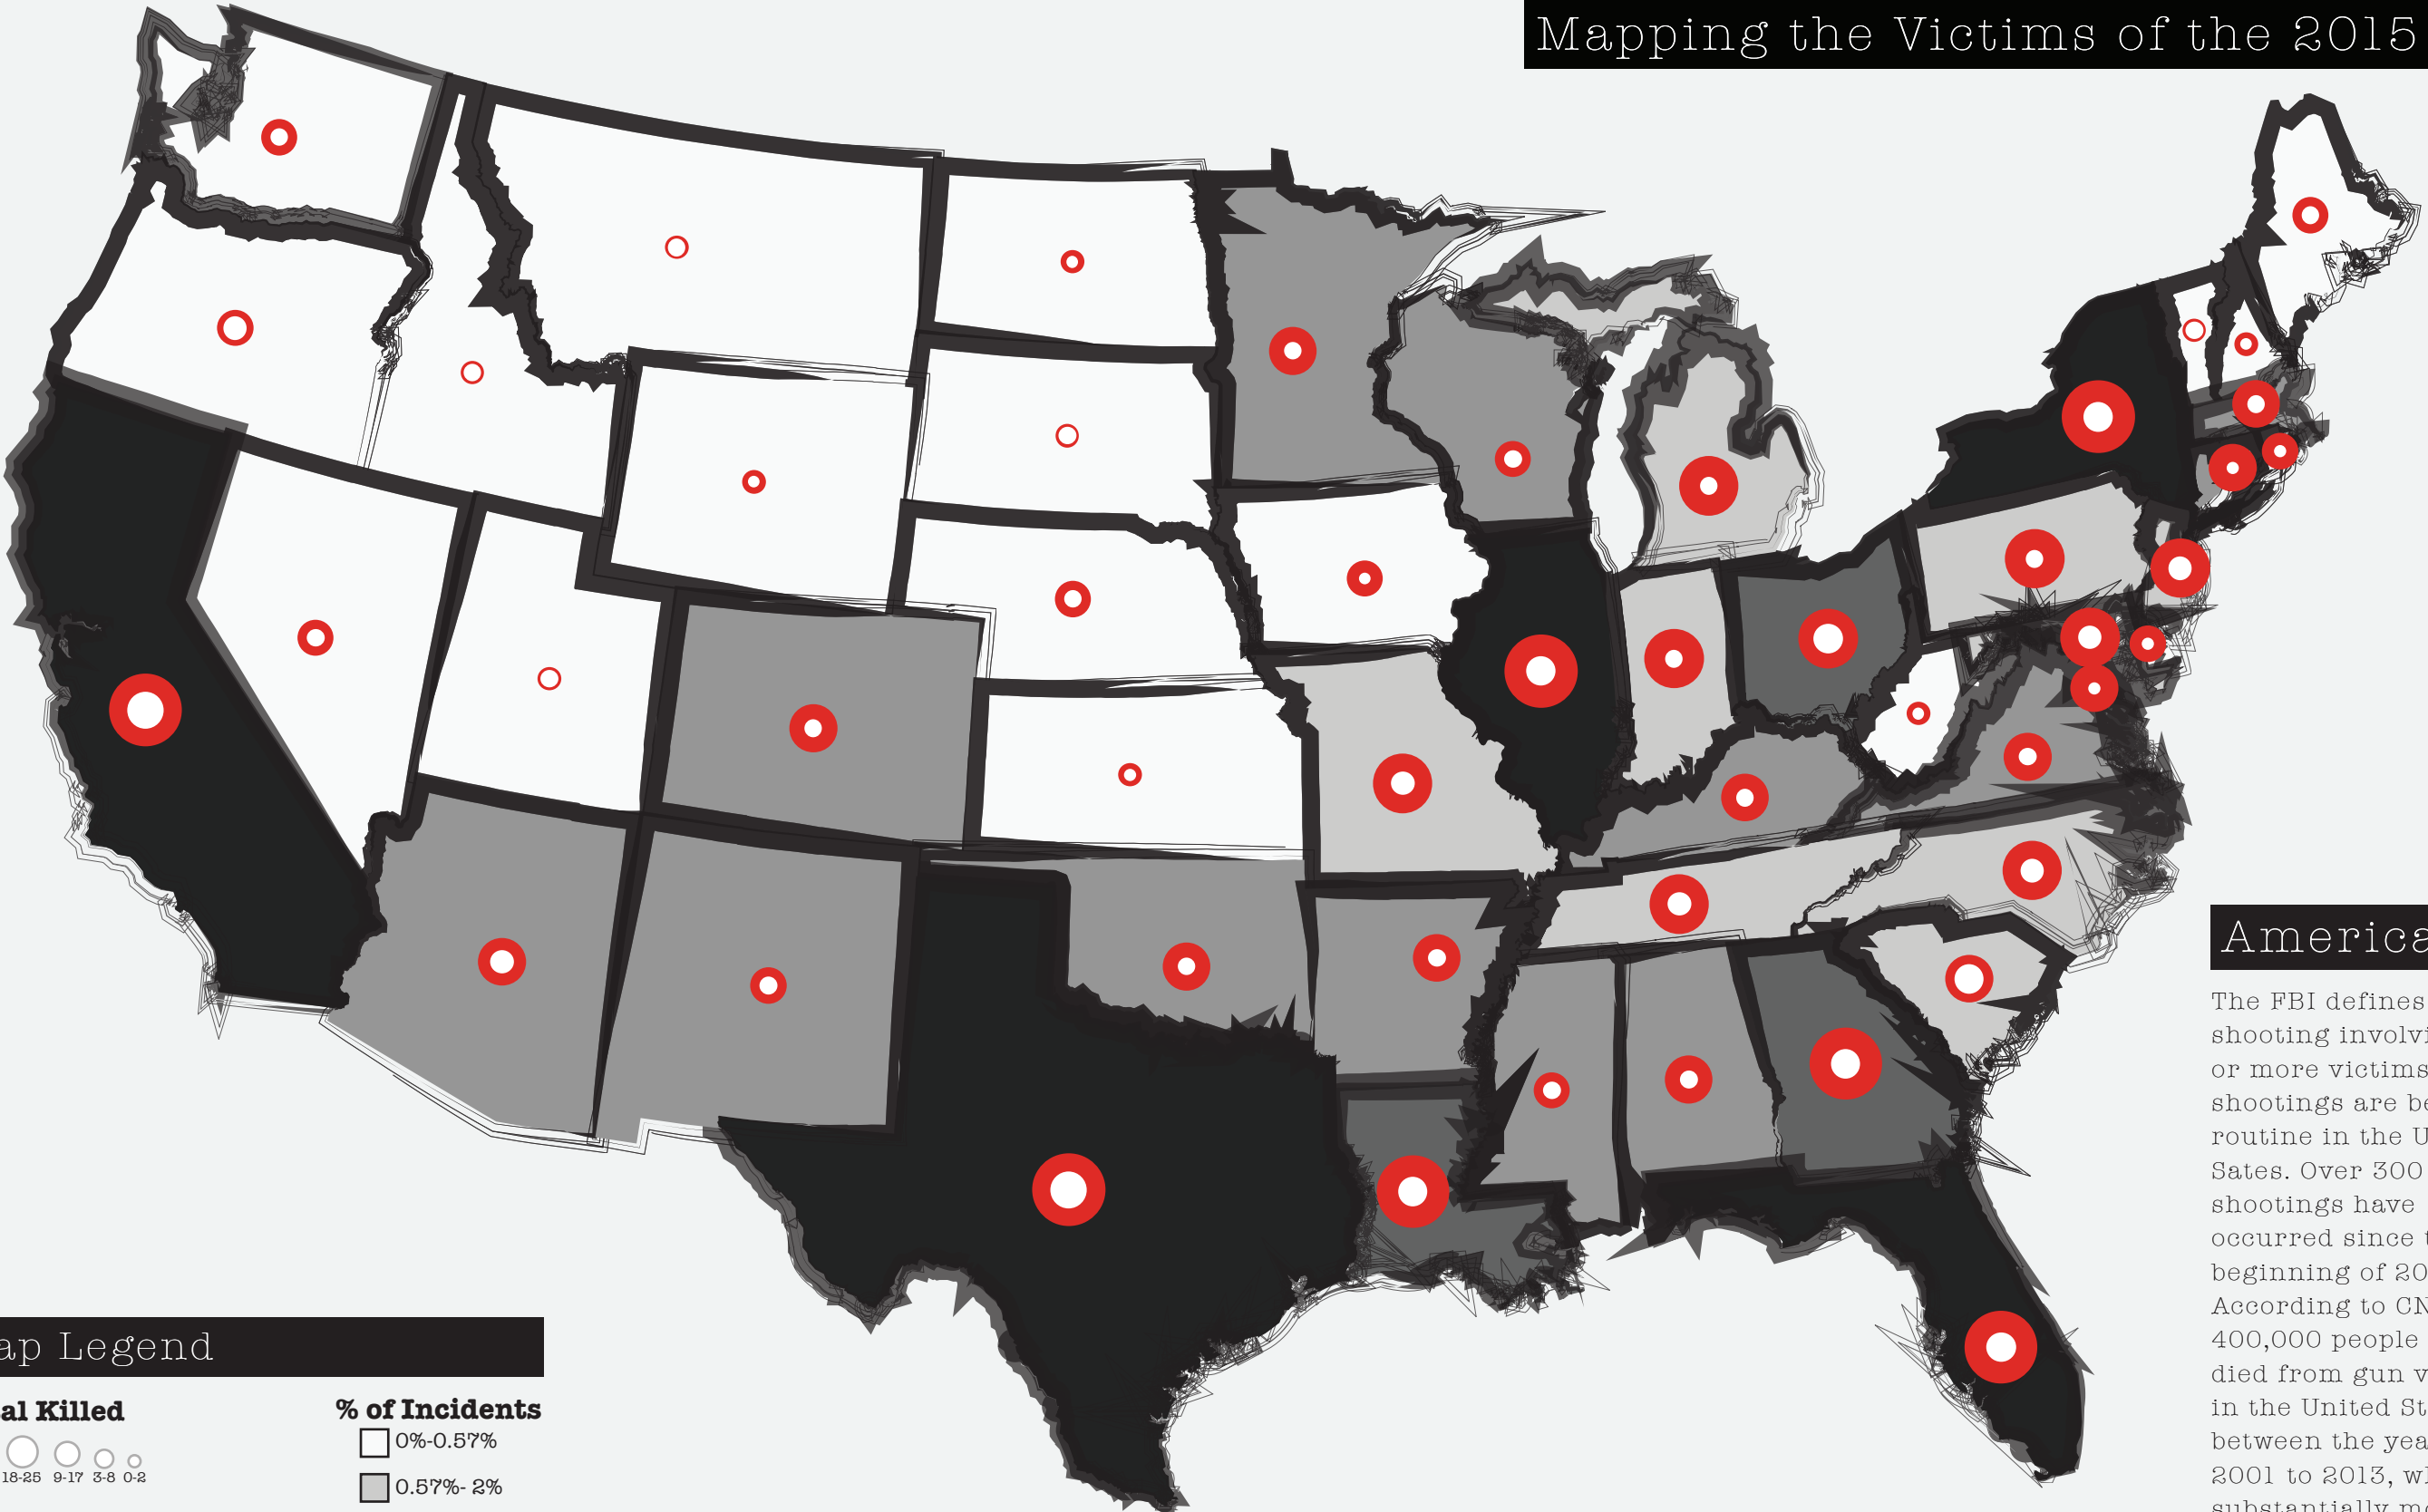 Mapping the Victims of the 2015
America
The FBI defines
shooting involvi
or more victims
shootings are be
routine in the U
Sates. Over 300
shootings have
occurred since t
beginning of 20
According to CN
400,000 people
died from gun v
in the United St
between the yea
2001 to 2013, wh
substantially mo
ap Legend
al Killed
18-25 9-17 3-8 0-2
% of Incidents
0%-0.57%
0.57%- 2%